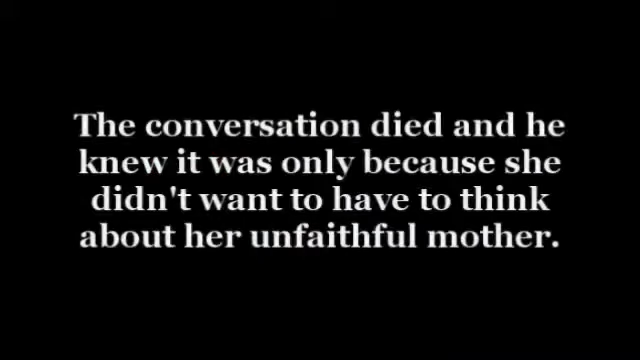 The conversation died and he
knew it was only because she
didn't want to have to think
about her unfaithful mother.